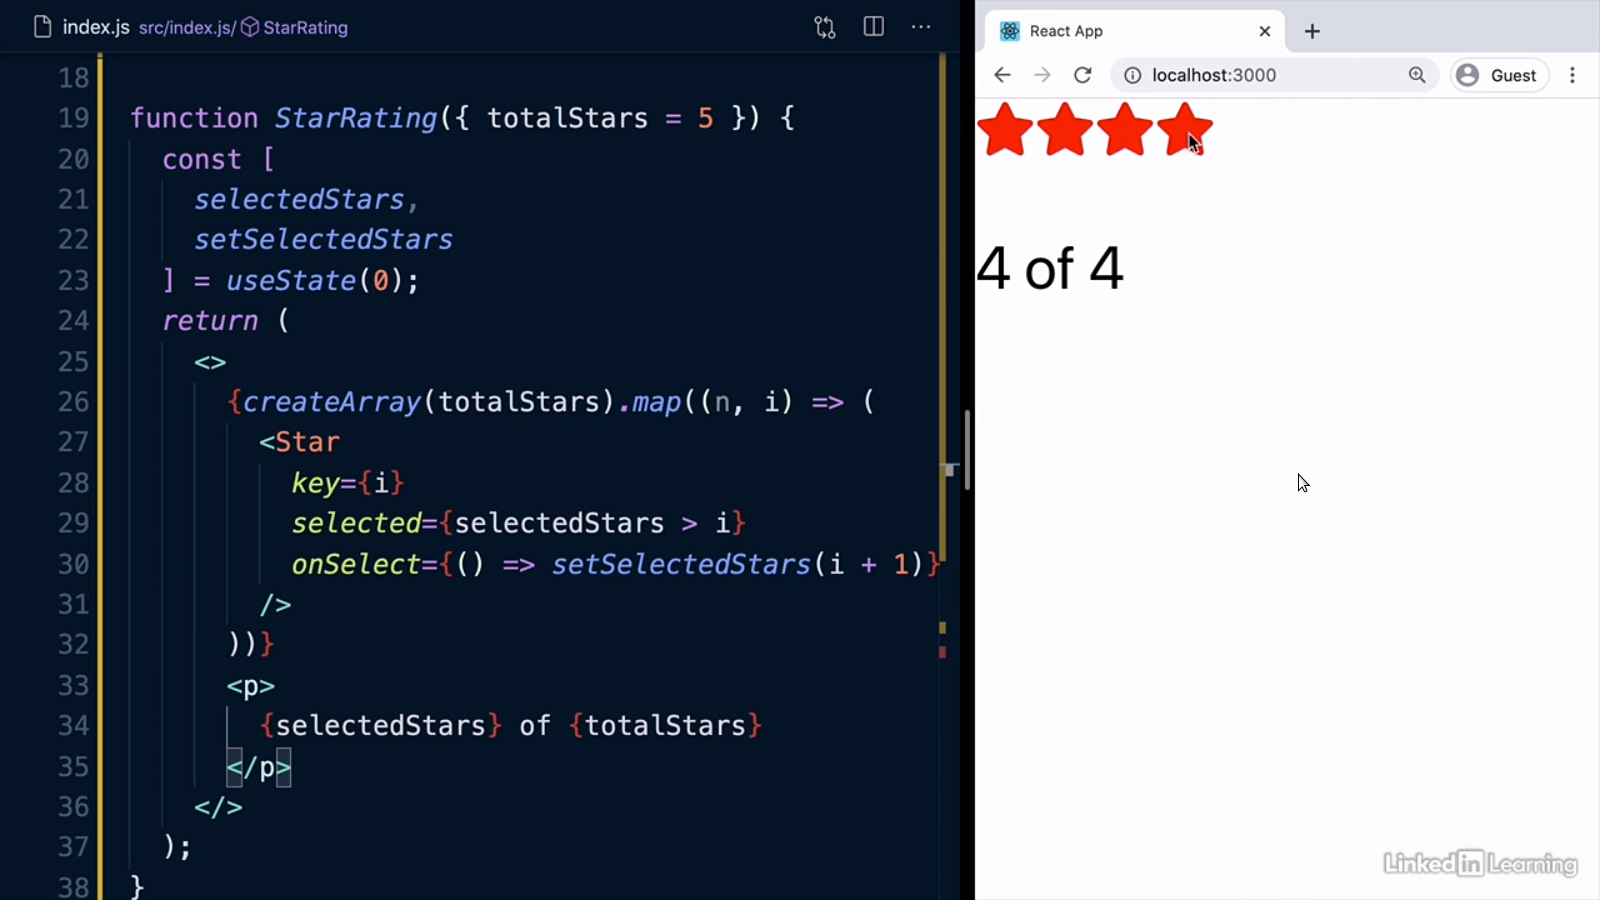 index.js src/index.js/ StarRating
18
19 function StarRating({ totalStars = 5 }) {
20 const [
21 selectedStars,
22 setSelectedStars
23 ] = useState(0);
24 return (
25 <>
26 {createArray(totalStars).map((n, i) => (
27 <Star
28 key={i}
29 selected={selectedStars > i}
30 onSelect={() => setSelectedStars(i + 1)}
31 />
32 ))}
33 <p>
34 {selectedStars} of {totalStars}
35 </p>
36 </>
37 );
38 }
React App
localhost:3000
Guest
4 of 4
Linked in Learning